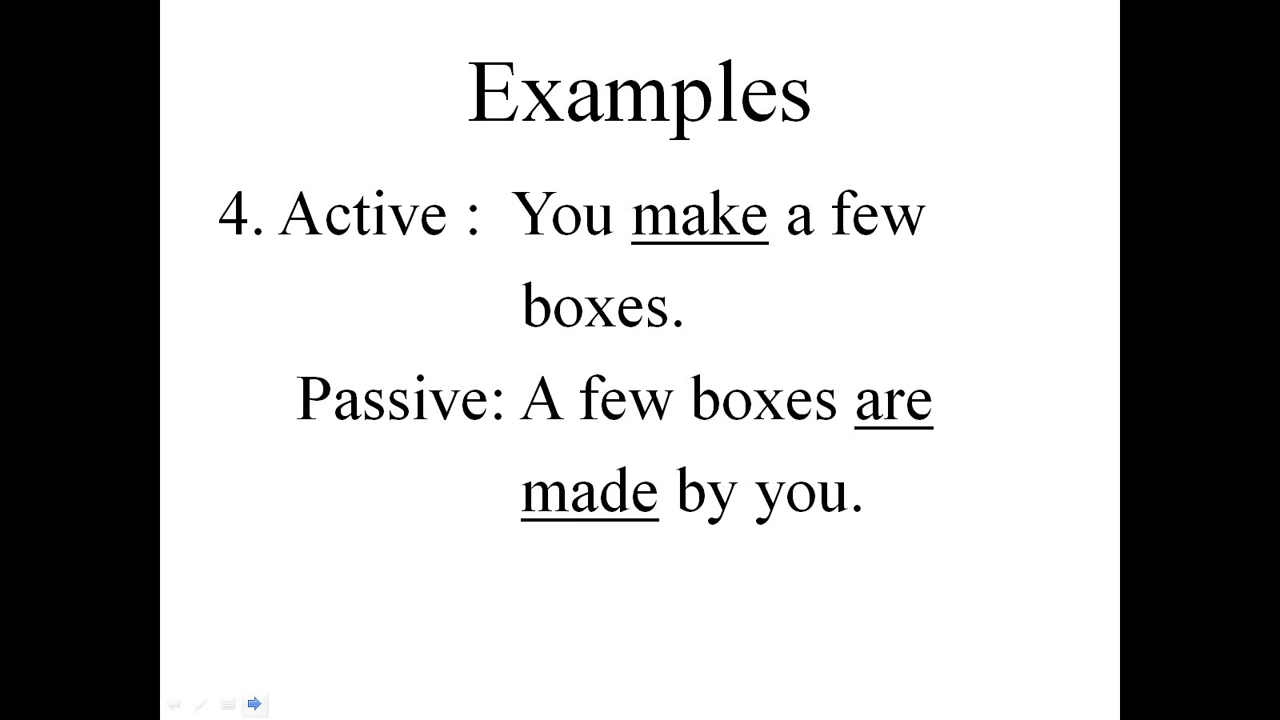 Examples
4. Active : You make a few
boxes.
Passive: A few boxes are
made by you.